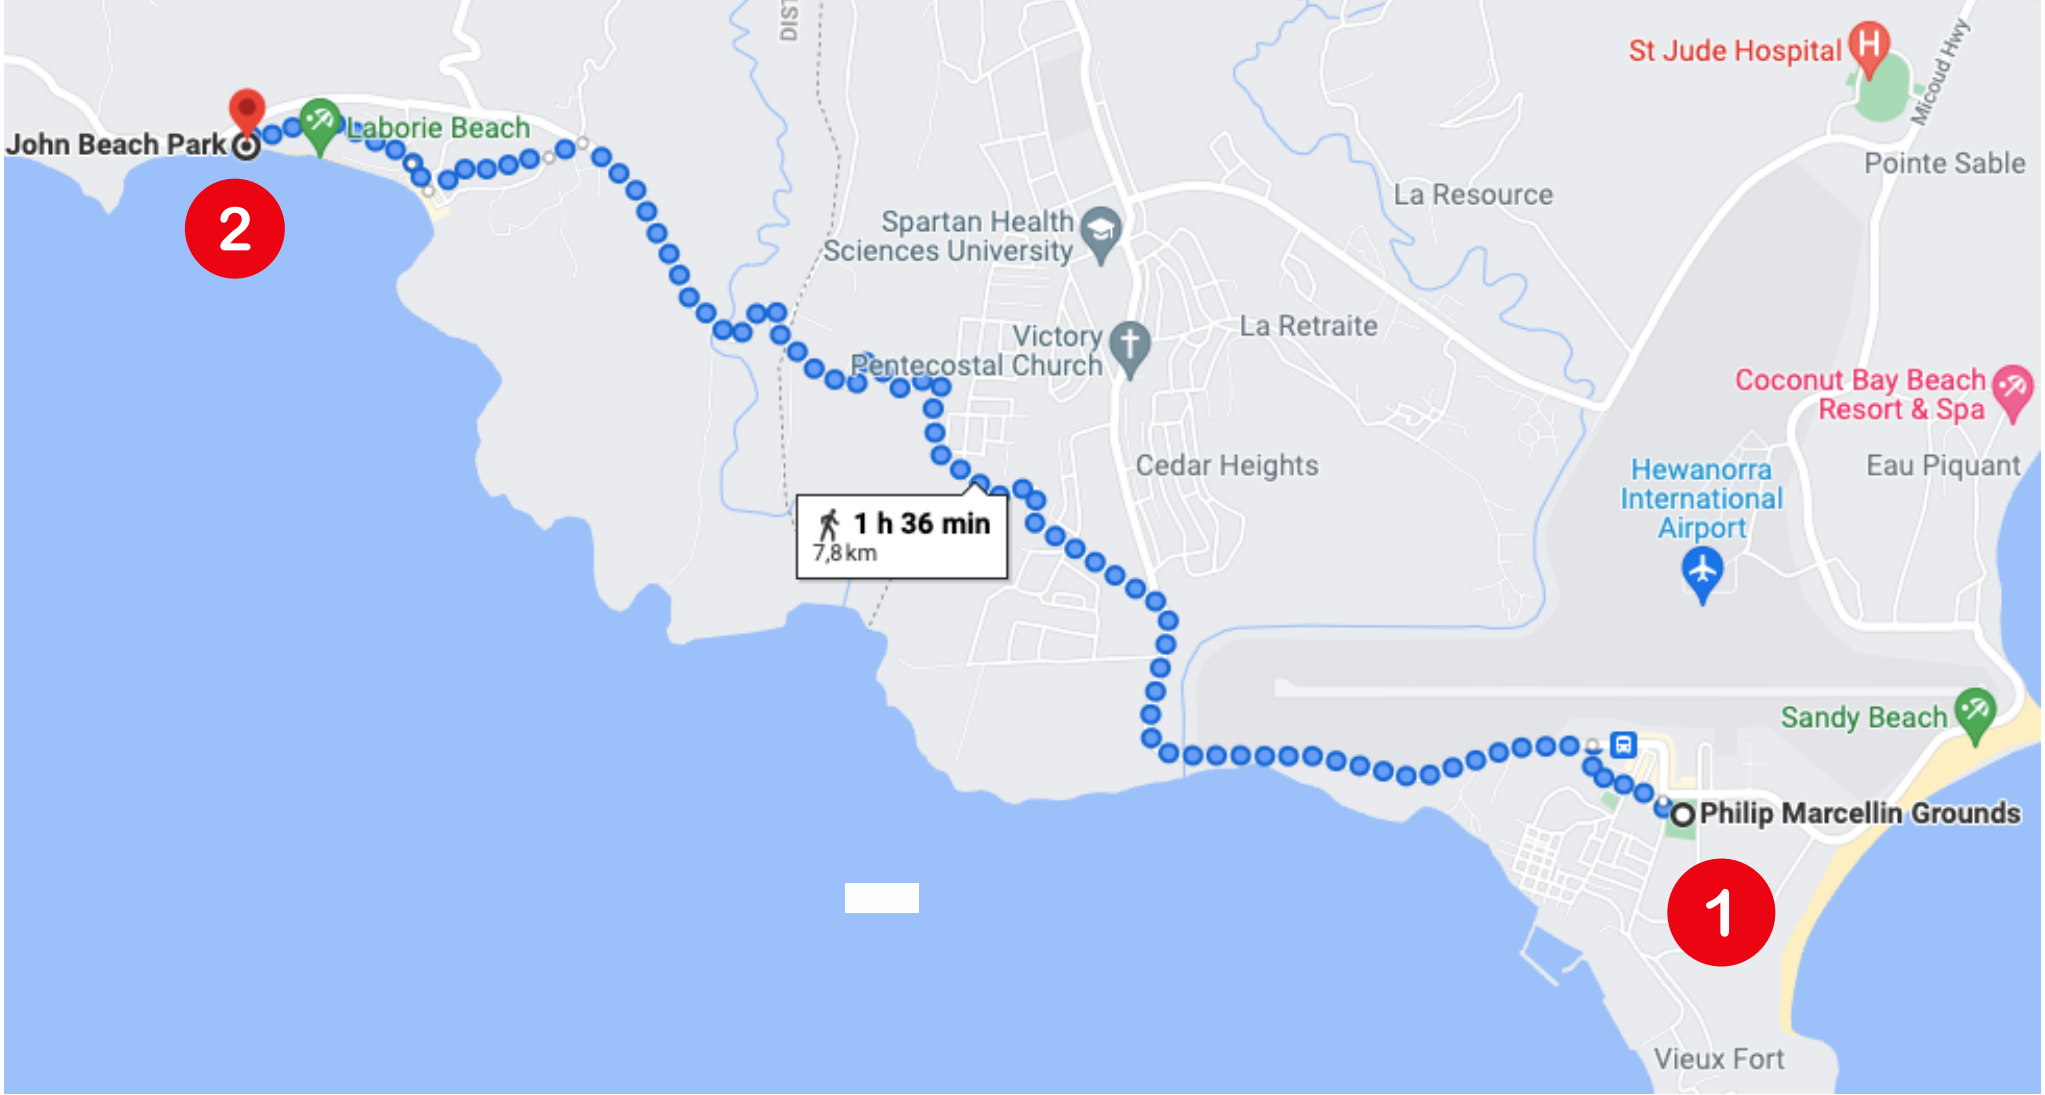 DIST
St Jude Hospital
H
Micoud Hwy
John Beach Park
Laborie Beach
2
Pointe Sable
La Resource
Spartan Health
Sciences University
La Retraite
Victory
Pentecostal Church
Coconut Bay Beach
Resort & Spa
Cedar Heights
Eau Piquant
Hewanorra
International
Airport
1 h 36 min
7,8 km
Sandy Beach
Philip Marcellin Grounds
1
Vieux Fort